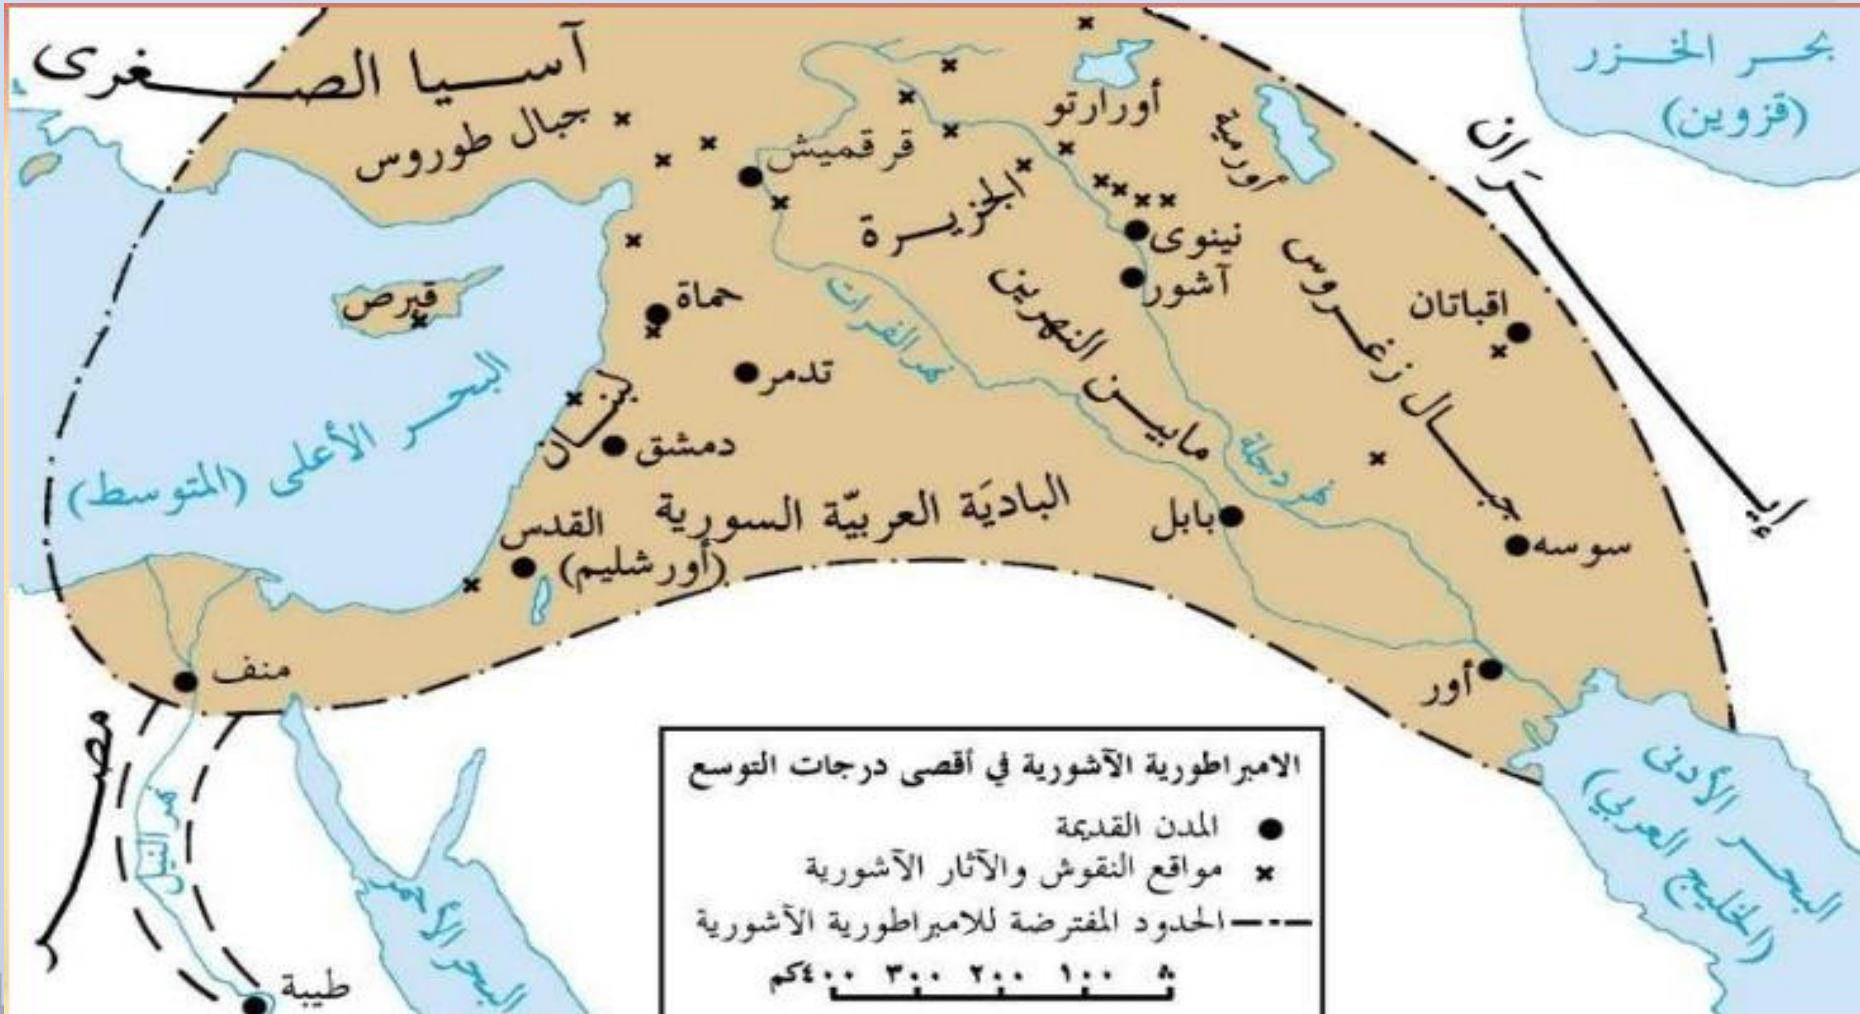 آسيا الصغرى
جبال طوروس
أورارتو
أورمية
بحر الخزر
(قزوين)
إيران
قرقميش
الجزيرة
نينوى
آشور
اقباتان
جبال زغروس
قبرص
حماة
نهر الفرات
مابين النهرين
تدمر
لبنان
البحر الأعلى (المتوسط)
دمشق
نهر دجلة
الباديَة العربيّة السورية
القدس
(أورشليم)
بابل
سوسه
منف
أور
مصر
نهر النيل
البحر الأحمر
طيبة
البحر الأدنى
(الخليج العربي)
الامبراطورية الآشورية في أقصى درجات التوسع
المدن القديمة
مواقع النقوش والآثار الآشورية
الحدود المفترضة للامبراطورية الآشورية
٠ ١٠٠ ٢٠٠ ٣٠٠ ٤٠٠كم